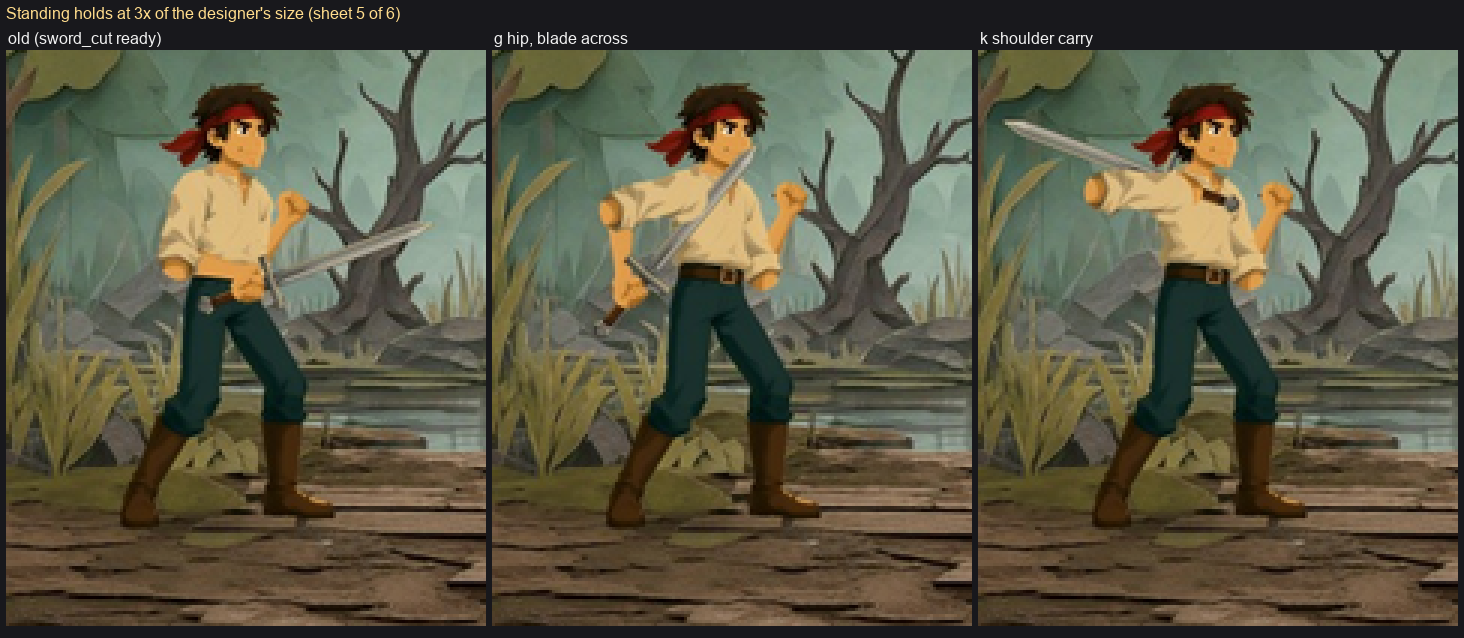 Standing holds at 3x of the designer's size (sheet 5 of 6)
old (sword_cut ready)
g hip, blade across
k shoulder carry